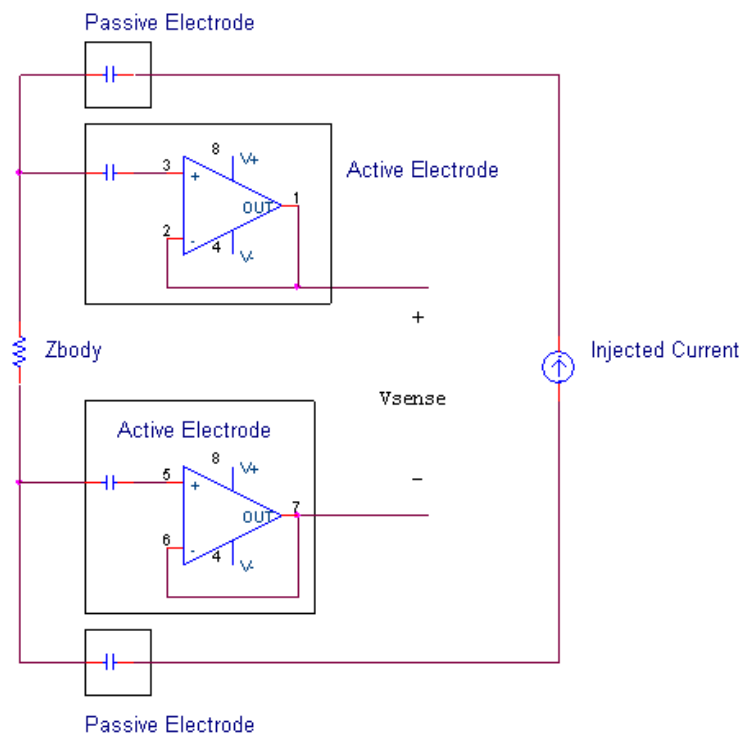 Passive Electrode
8
V+
3
+
Active Electrode
1
OUT
2
-
4
V-
+
Zbody
Injected Current
Vsense
Active Electrode
8
V+
5
+
-
7
OUT
6
-
4
V-
Passive Electrode